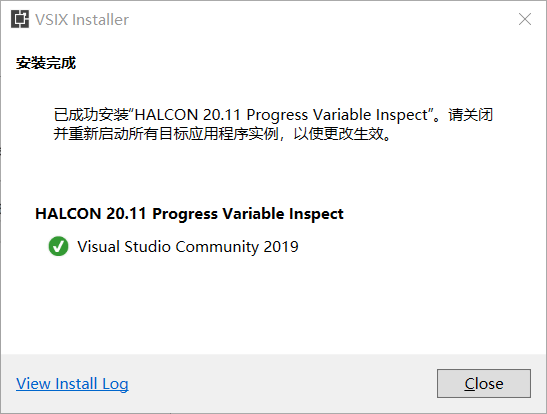 VSIX Installer
安装完成
已成功安装“HALCON 20.11 Progress Variable Inspect”。请关闭
并重新启动所有目标应用程序实例，以使更改生效。
HALCON 20.11 Progress Variable Inspect
Visual Studio Community 2019
View Install Log
Close